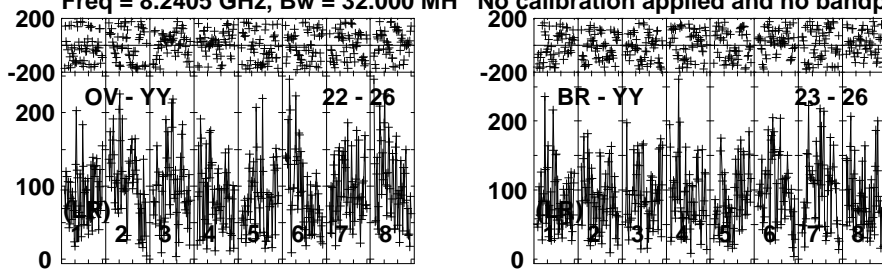 Freq = 8.2405 GHz, Bw = 32.000 MH No calibration applied and no bandp
200
-200
200
100
0
OV - YY 22 - 26
(LR)
1 2 3 4 5 6 7 8
200
-200
200
100
0
BR - YY 23 - 26
(LR)
1 2 3 4 5 6 7 8